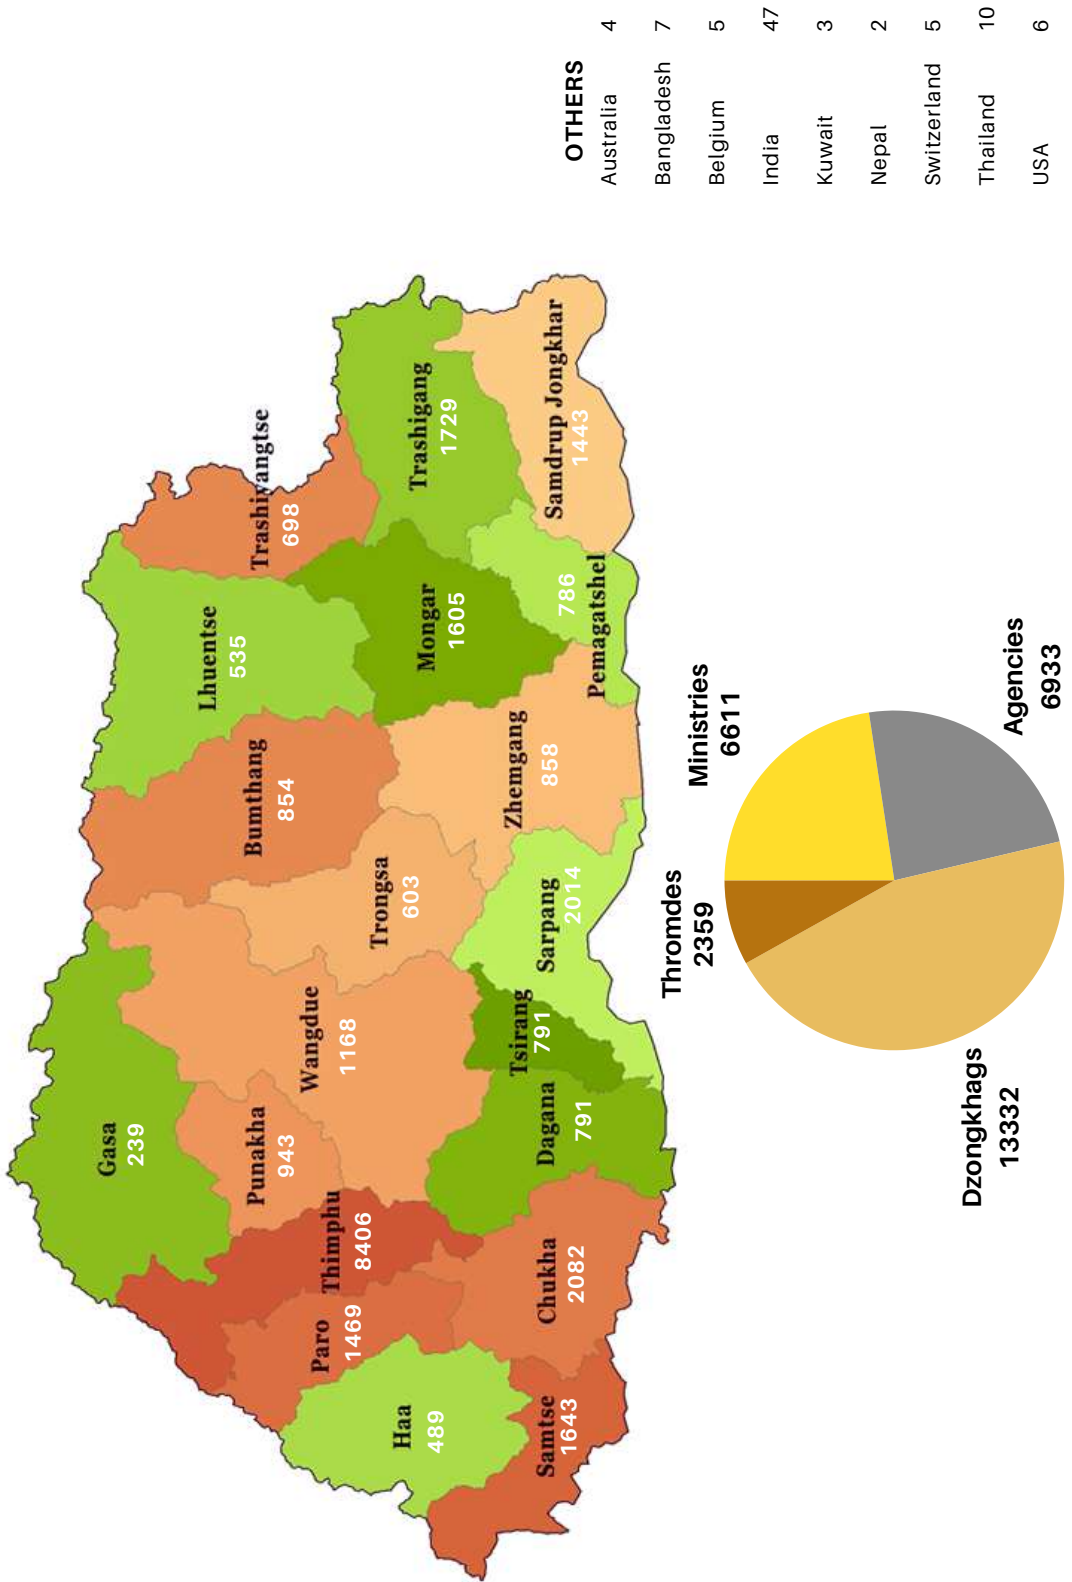 Gasa
239
Punakha
943
Wangdue
1168
Thimphu
8406
Paro
1469
Haa
489
Samtse
1643
Chukha
2082
Dagana
791
Tsirang
791
Sarpang
2014
Trongsa
603
Bumthang
854
Zhemgang
858
Lhuentse
535
Mongar
1605
Trashiyangtse
698
Trashigang
1729
Pemagatshel
786
Samdrup Jongkhar
1443
Thromdes
2359
Ministries
6611
Dzongkhags
13332
Agencies
6933
OTHERS
Australia 4
Bangladesh 7
Belgium 5
India 47
Kuwait 3
Nepal 2
Switzerland 5
Thailand 10
USA 6